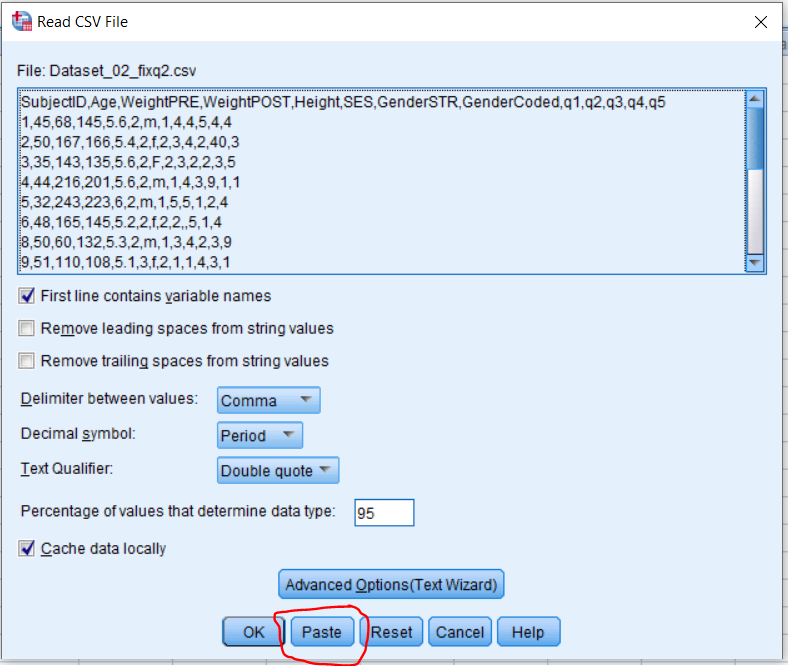 Read CSV File
File: Dataset_02_fixq2.csv
SubjectID,Age,WeightPRE,WeightPOST,Height,SES,GenderSTR,GenderCoded,q1,q2,q3,q4,q5
1,45,68,145,5.6,2,m,1,4,4,5,4,4
2,50,167,166,5.4,2,f,2,3,4,2,40,3
3,35,143,135,5.6,2,F,2,3,2,2,3,5
4,44,216,201,5.6,2,m,1,4,3,9,1,1
5,32,243,223,6,2,m,1,5,5,1,2,4
6,48,165,145,5.2,2,f,2,2,,5,1,4
8,50,60,132,5.3,2,m,1,3,4,2,3,9
9,51,110,108,5.1,3,f,2,1,1,4,3,1
First line contains variable names
Remove leading spaces from string values
Remove trailing spaces from string values
Delimiter between values: Comma
Decimal symbol: Period
Text Qualifier: Double quote
Percentage of values that determine data type: 95
Cache data locally
Advanced Options(Text Wizard)
OK Paste Reset Cancel Help